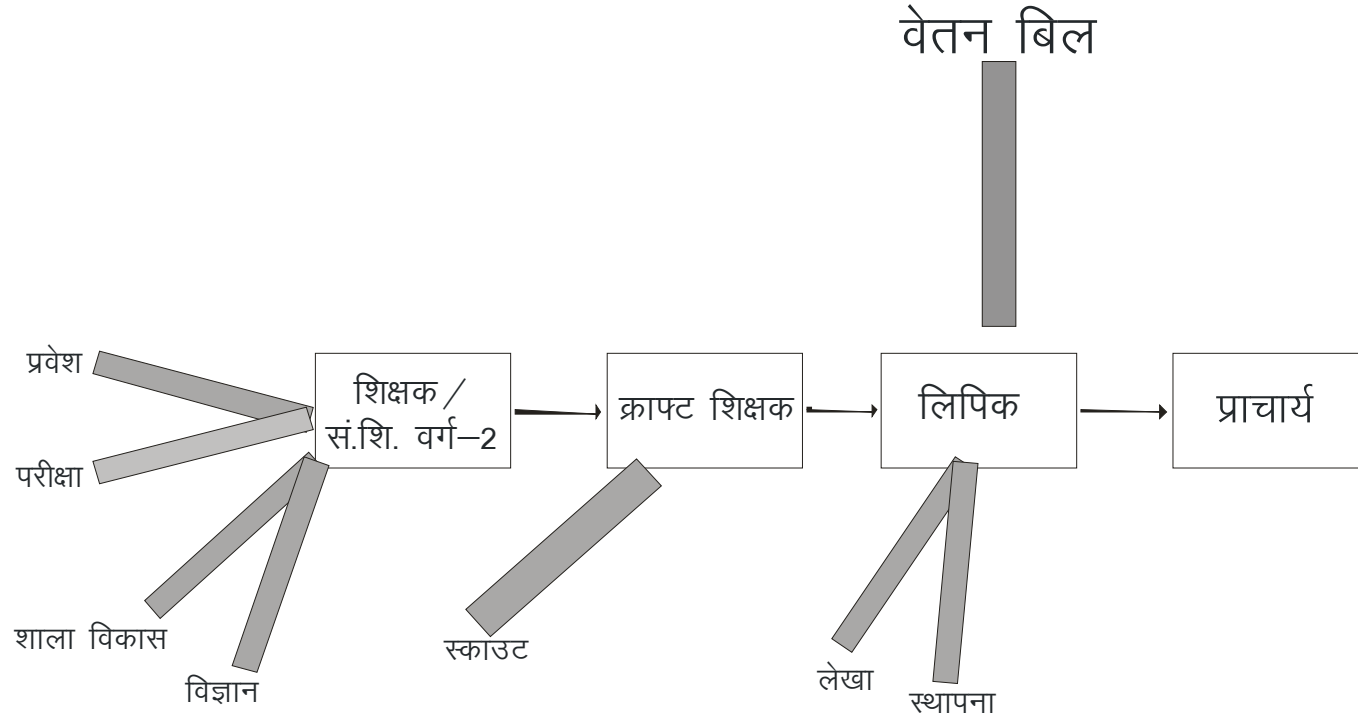 वेतन बिल
प्रवेश
शिक्षक /
सं.शि. वर्ग–2
क्राफ्ट शिक्षक
लिपिक
प्राचार्य
परीक्षा
शाला विकास
स्काउट
लेखा
विज्ञान
स्थापना